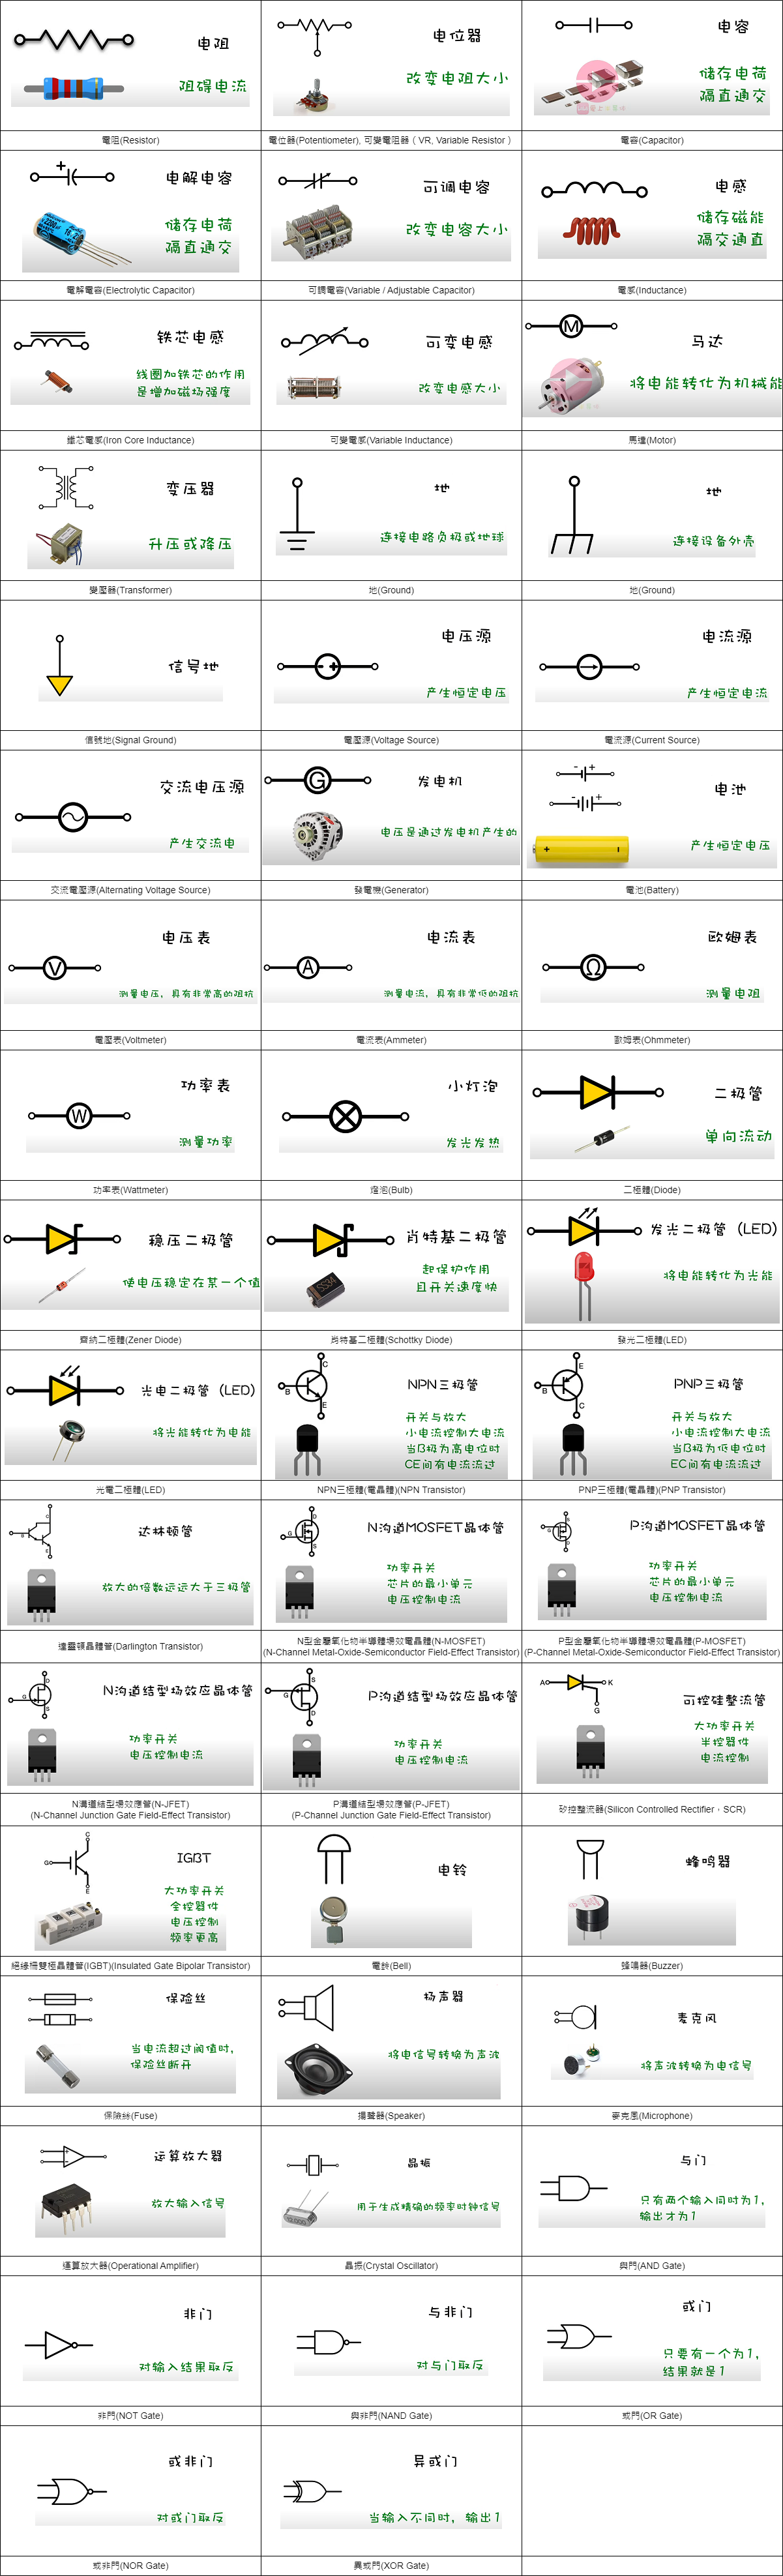 电阻
阻碍电流
電阻(Resistor)
电位器
改变电阻大小
電位器(Potentiometer), 可變電阻器（VR, Variable Resistor）
电容
储存电荷
隔直通交
電容(Capacitor)
+
电解电容
储存电荷
隔直通交
電解電容(Electrolytic Capacitor)
可调电容
改变电容大小
可調電容(Variable / Adjustable Capacitor)
电感
储存磁能
隔交通直
電感(Inductance)
铁芯电感
线圈加铁芯的作用
是增加磁场强度
鐵芯電感(Iron Core Inductance)
可变电感
改变电感大小
可變電感(Variable Inductance)
M
马达
将电能转化为机械能
馬達(Motor)
变压器
升压或降压
變壓器(Transformer)
地
连接电路负极或地球
地(Ground)
地
连接设备外壳
地(Ground)
信号地
信號地(Signal Ground)
电压源
- +
产生恒定电压
電壓源(Voltage Source)
电流源
产生恒定电流
電流源(Current Source)
交流电压源
产生交流电
交流電壓源(Alternating Voltage Source)
G
发电机
电压是通过发电机产生的
發電機(Generator)
- +
- +
电池
+ -
产生恒定电压
電池(Battery)
电压表
V
测量电压，具有非常高的阻抗
電壓表(Voltmeter)
电流表
A
测量电流，具有非常低的阻抗
電流表(Ammeter)
欧姆表
Ω
测量电阻
歐姆表(Ohmmeter)
功率表
W
测量功率
功率表(Wattmeter)
小灯泡
发光发热
燈泡(Bulb)
二极管
单向流动
二極體(Diode)
稳压二极管
使电压稳定在某一个值
齊納二極體(Zener Diode)
肖特基二极管
起保护作用
且开关速度快
SS34
肖特基二極體(Schottky Diode)
发光二极管（LED）
将电能转化为光能
發光二極體(LED)
光电二极管（LED）
将光能转化为电能
光電二極體(LED)
C
B
E
NPN三极管
开关与放大
小电流控制大电流
当B极为高电位时
CE间有电流流过
NPN三極體(電晶體)(NPN Transistor)
E
B
C
PNP三极管
开关与放大
小电流控制大电流
当B极为低电位时
EC间有电流流过
PNP三極體(電晶體)(PNP Transistor)
C
B
E
达林顿管
放大的倍数远远大于三极管
達靈頓晶體管(Darlington Transistor)
D
G
S
N沟道MOSFET晶体管
功率开关
芯片的最小单元
电压控制电流
N型金屬氧化物半導體場效電晶體(N-MOSFET)
(N-Channel Metal-Oxide-Semiconductor Field-Effect Transistor)
S
G
D
P沟道MOSFET晶体管
功率开关
芯片的最小单元
电压控制电流
P型金屬氧化物半導體場效電晶體(P-MOSFET)
(P-Channel Metal-Oxide-Semiconductor Field-Effect Transistor)
D
G
S
N沟道结型场效应晶体管
功率开关
电压控制电流
N溝道結型場效應管(N-JFET)
(N-Channel Junction Gate Field-Effect Transistor)
S
G
D
P沟道结型场效应晶体管
功率开关
电压控制电流
P溝道結型場效應管(P-JFET)
(P-Channel Junction Gate Field-Effect Transistor)
A K
G
可控硅整流管
大功率开关
半控器件
电流控制
矽控整流器(Silicon Controlled Rectifier，SCR)
C
G
E
IGBT
大功率开关
全控器件
电压控制
频率更高
絕緣柵雙極晶體管(IGBT)(Insulated Gate Bipolar Transistor)
电铃
電鈴(Bell)
蜂鸣器
蜂鳴器(Buzzer)
保险丝
当电流超过阈值时，
保险丝断开
保險絲(Fuse)
扬声器
将电信号转换为声波
揚聲器(Speaker)
麦克风
将声波转换为电信号
麥克風(Microphone)
+
-
运算放大器
放大输入信号
運算放大器(Operational Amplifier)
晶振
用于生成精确的频率时钟信号
晶振(Crystal Oscillator)
与门
只有两个输入同时为1，
输出才为1
與門(AND Gate)
非门
对输入结果取反
非門(NOT Gate)
与非门
对与门取反
與非門(NAND Gate)
或门
只要有一个为1，
结果就是1
或門(OR Gate)
或非门
对或门取反
或非門(NOR Gate)
异或门
当输入不同时，输出1
異或門(XOR Gate)